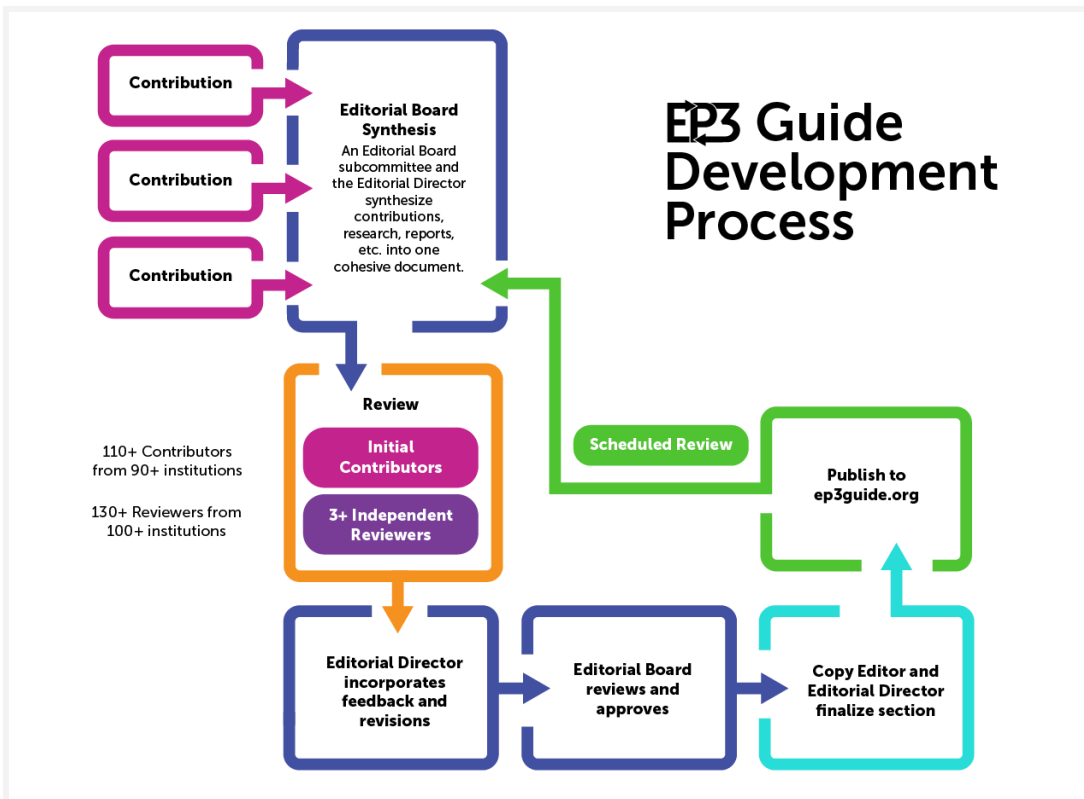 Contribution
Contribution
Contribution
Editorial Board
Synthesis
An Editorial Board
subcommittee and
the Editorial Director
synthesize
contributions,
research, reports,
etc. into one
cohesive document.
EP3 Guide
Development
Process
Review
Initial
Contributors
3+ Independent
Reviewers
110+ Contributors
from 90+ institutions
130+ Reviewers from
100+ institutions
Scheduled Review
Publish to
ep3guide.org
Editorial Director
incorporates
feedback and
revisions
Editorial Board
reviews and
approves
Copy Editor and
Editorial Director
finalize section